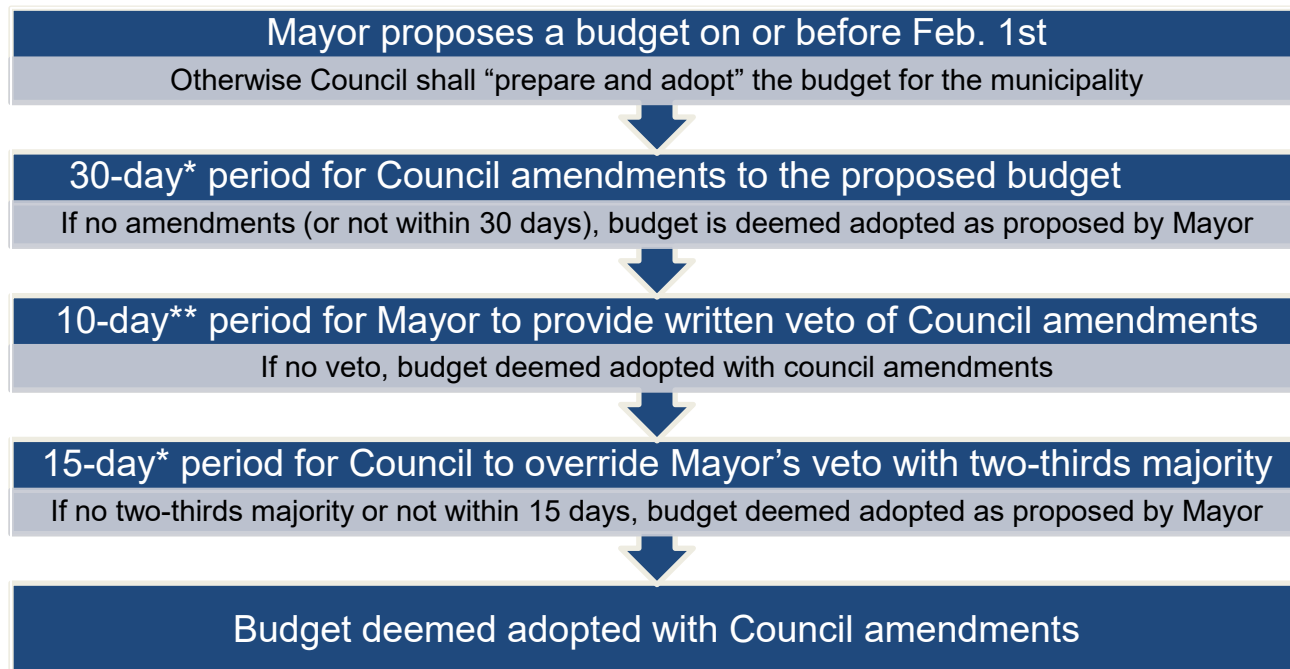 Mayor proposes a budget on or before Feb. 1st
Otherwise Council shall “prepare and adopt” the budget for the municipality
30-day* period for Council amendments to the proposed budget
If no amendments (or not within 30 days), budget is deemed adopted as proposed by Mayor
10-day** period for Mayor to provide written veto of Council amendments
If no veto, budget deemed adopted with council amendments
15-day* period for Council to override Mayor’s veto with two-thirds majority
If no two-thirds majority or not within 15 days, budget deemed adopted as proposed by Mayor
Budget deemed adopted with Council amendments